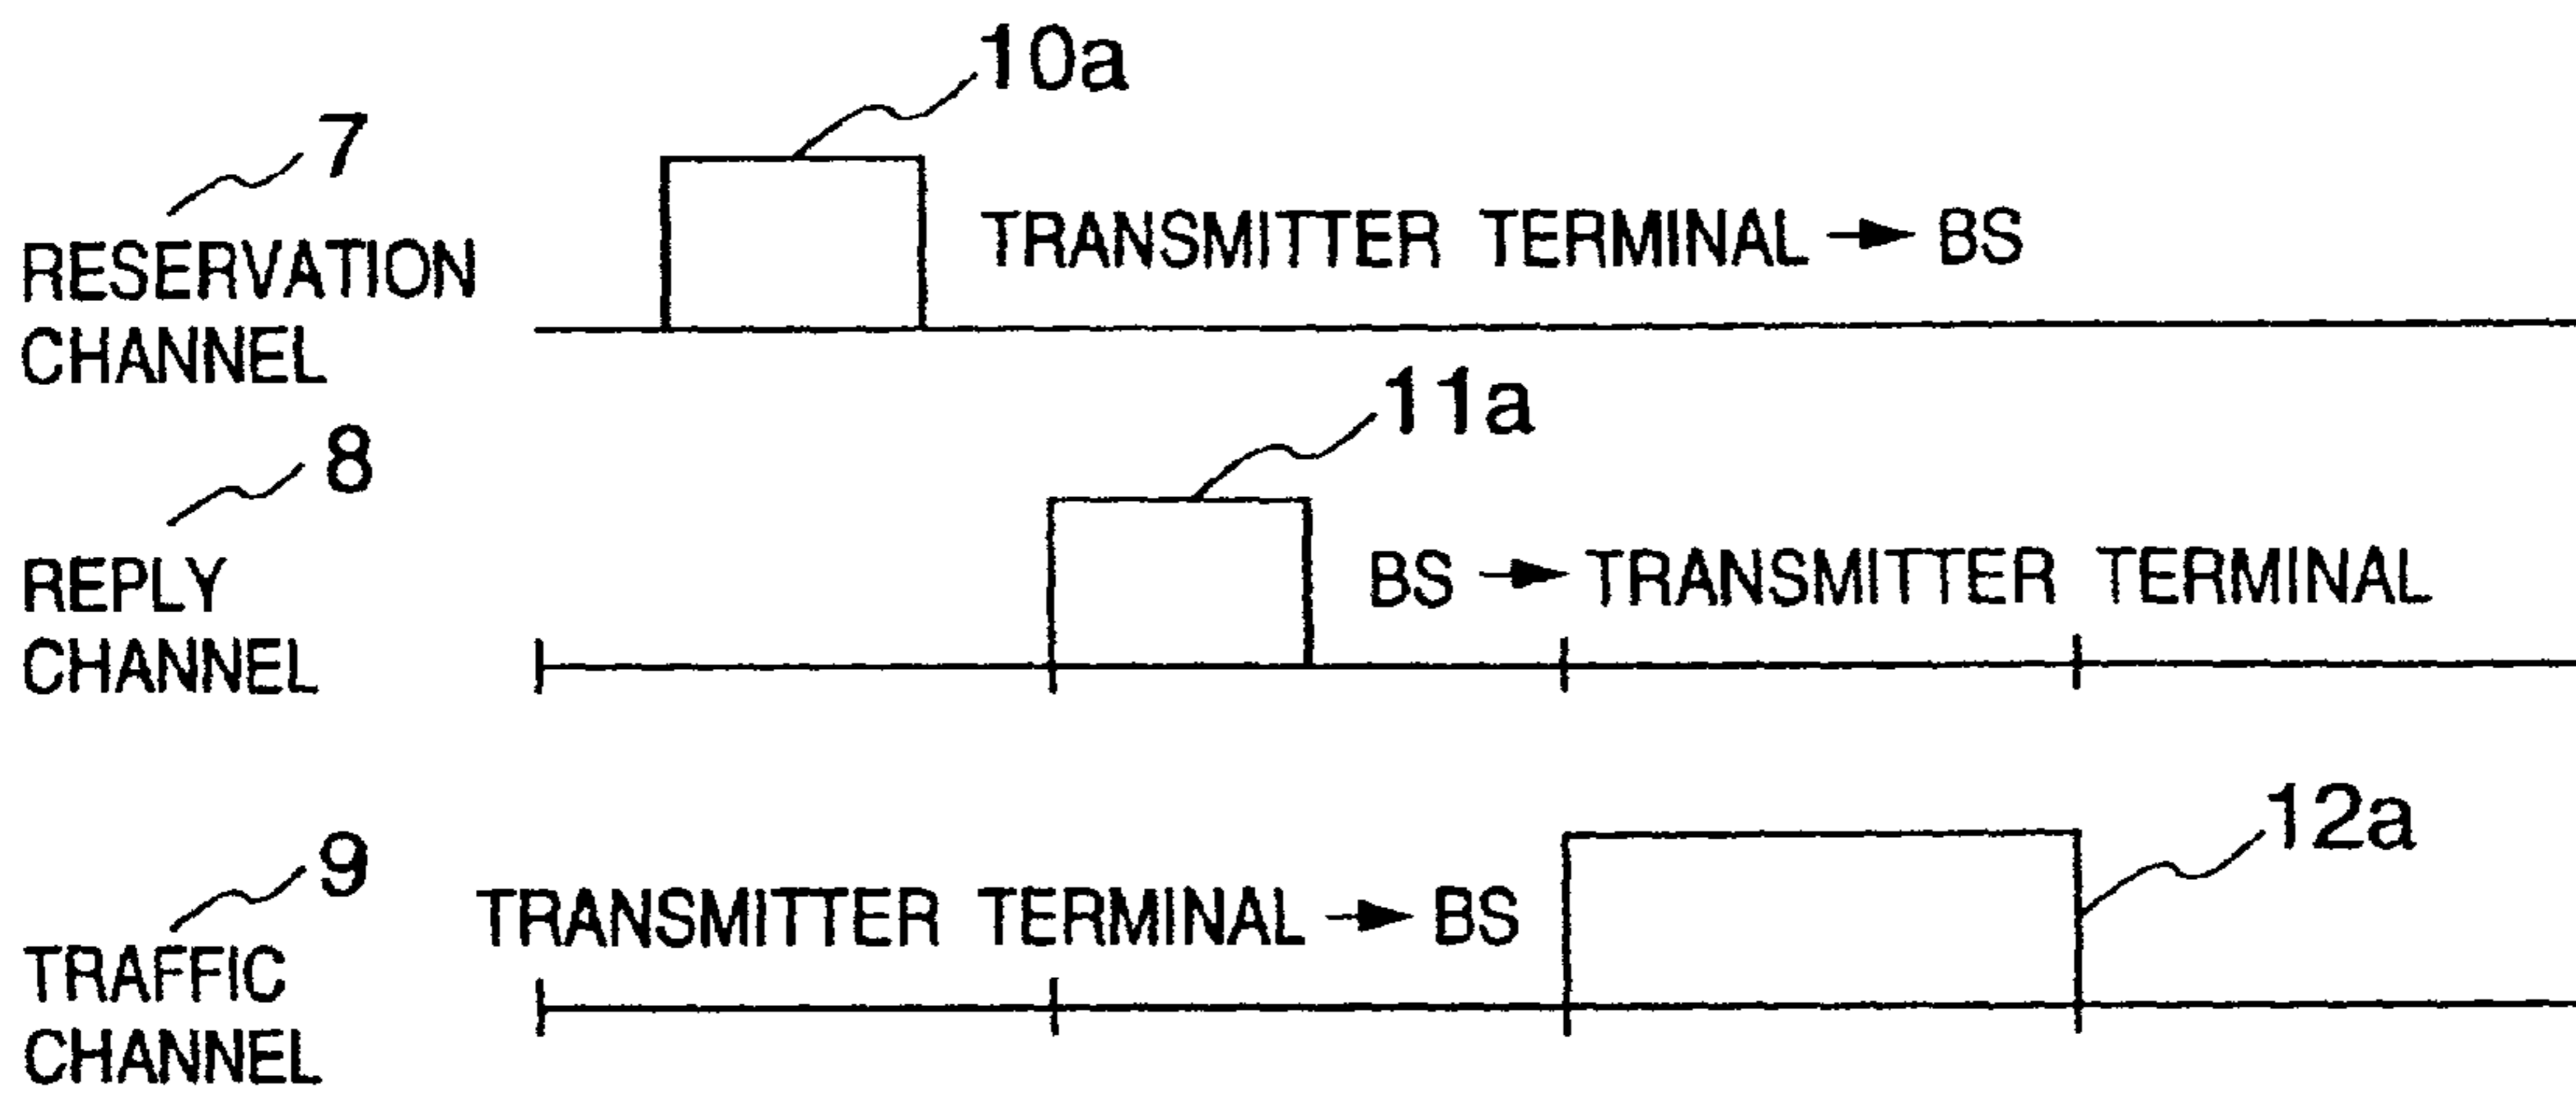 10a
7
RESERVATION
CHANNEL
TRANSMITTER TERMINAL → BS
11a
8
REPLY
CHANNEL
BS → TRANSMITTER TERMINAL
12a
9
TRAFFIC
CHANNEL
TRANSMITTER TERMINAL → BS